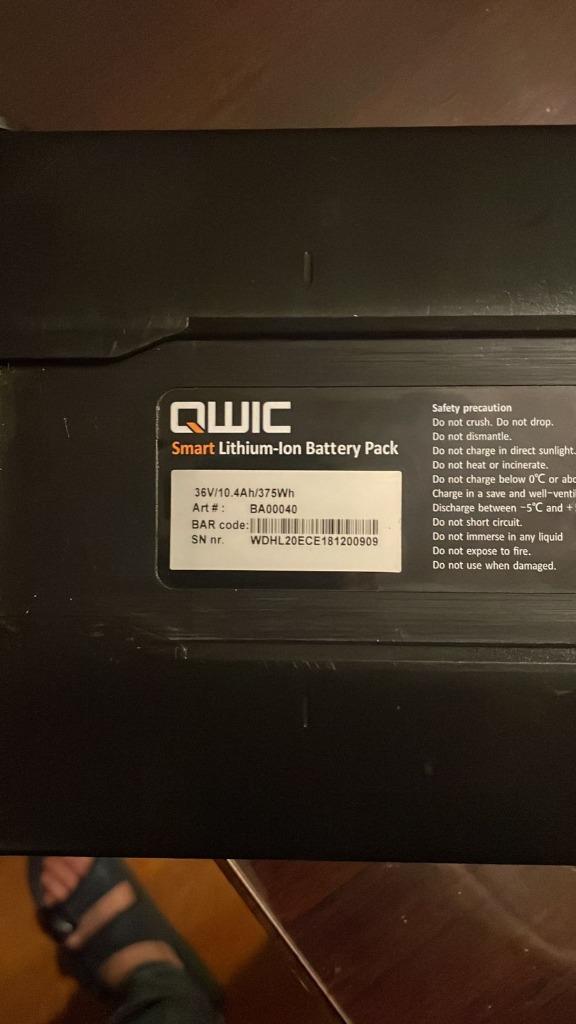 QWIC
Smart Lithium-Ion Battery Pack
36V/10.4Ah/375Wh
Art # : BA00040
BAR code:
SN nr. WDHL20ECE181200909
Safety precaution
Do not crush. Do not drop.
Do not dismantle.
Do not charge in direct sunlight.
Do not heat or incinerate.
Do not charge below 0℃ or
Charge in a save and
Discharge between -5℃ and +
Do not short circuit.
Do not immerse in any liquid
Do not expose to fire.
Do not use when damaged.